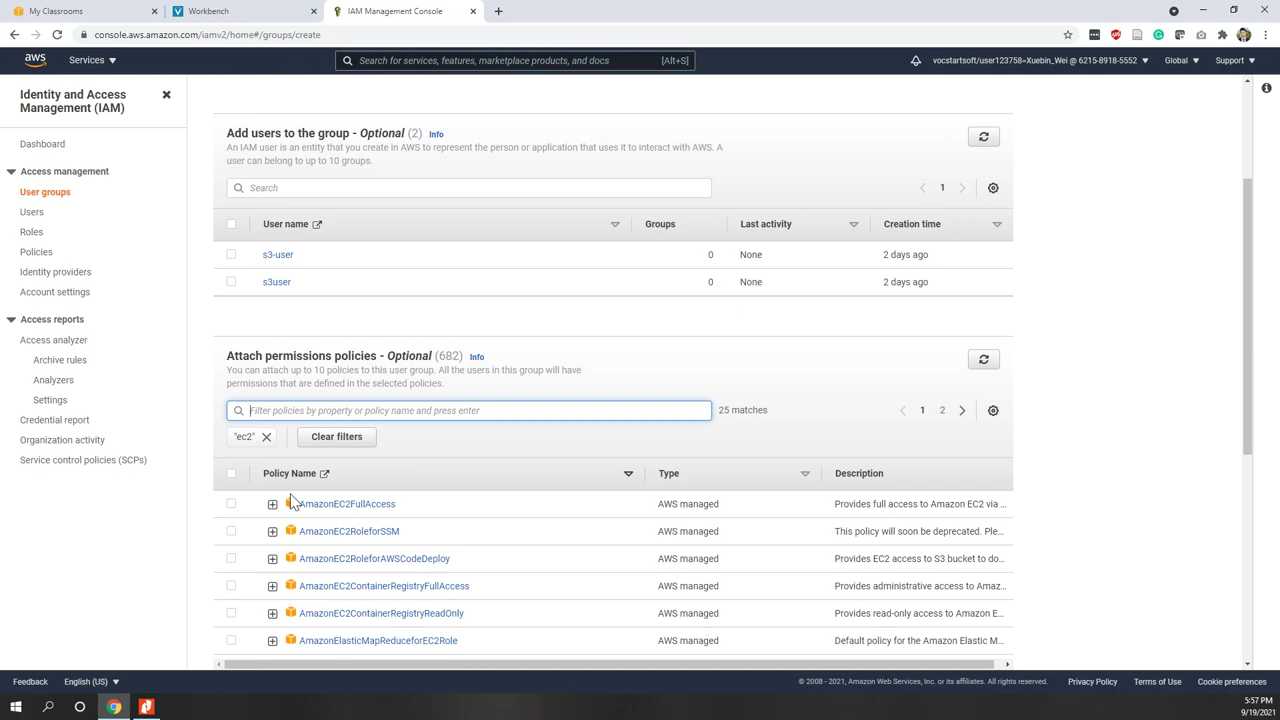 My Classrooms
Workbench
IAM Management Console
console.aws.amazon.com/iamv2/home#/groups/create
aws
Services
Search for services, features, marketplace products, and docs [Alt+S]
vocstartsoft/user123758=Xuebin_Wei @ 6215-8918-5552
Global
Support
Identity and Access
Management (IAM)
Dashboard
Access management
User groups
Users
Roles
Policies
Identity providers
Account settings
Access reports
Access analyzer
Archive rules
Analyzers
Settings
Credential report
Organization activity
Service control policies (SCPs)
Add users to the group - Optional (2) Info
An IAM user is an entity that you create in AWS to represent the person or application that uses it to interact with AWS. A
user can belong to up to 10 groups.
Search
1
User name Groups Last activity Creation time
s3-user 0 None 2 days ago
s3user 0 None 2 days ago
Attach permissions policies - Optional (682) Info
You can attach up to 10 policies to this user group. All the users in this group will have
permissions that are defined in the selected policies.
Filter policies by property or policy name and press enter
25 matches
1 2
"ec2"
Clear filters
Policy Name Type Description
AmazonEC2FullAccess AWS managed Provides full access to Amazon EC2 via ...
AmazonEC2RoleforSSM AWS managed This policy will soon be deprecated. Ple...
AmazonEC2RoleforAWSCodeDeploy AWS managed Provides EC2 access to S3 bucket to do...
AmazonEC2ContainerRegistryFullAccess AWS managed Provides administrative access to Amaz...
AmazonEC2ContainerRegistryReadOnly AWS managed Provides read-only access to Amazon E...
AmazonElasticMapReduceforEC2Role AWS managed Default policy for the Amazon Elastic M...
Feedback
English (US)
© 2008 - 2021, Amazon Web Services, Inc. or its affiliates. All rights reserved.
Privacy Policy
Terms of Use
Cookie preferences
5:57 PM
9/19/2021